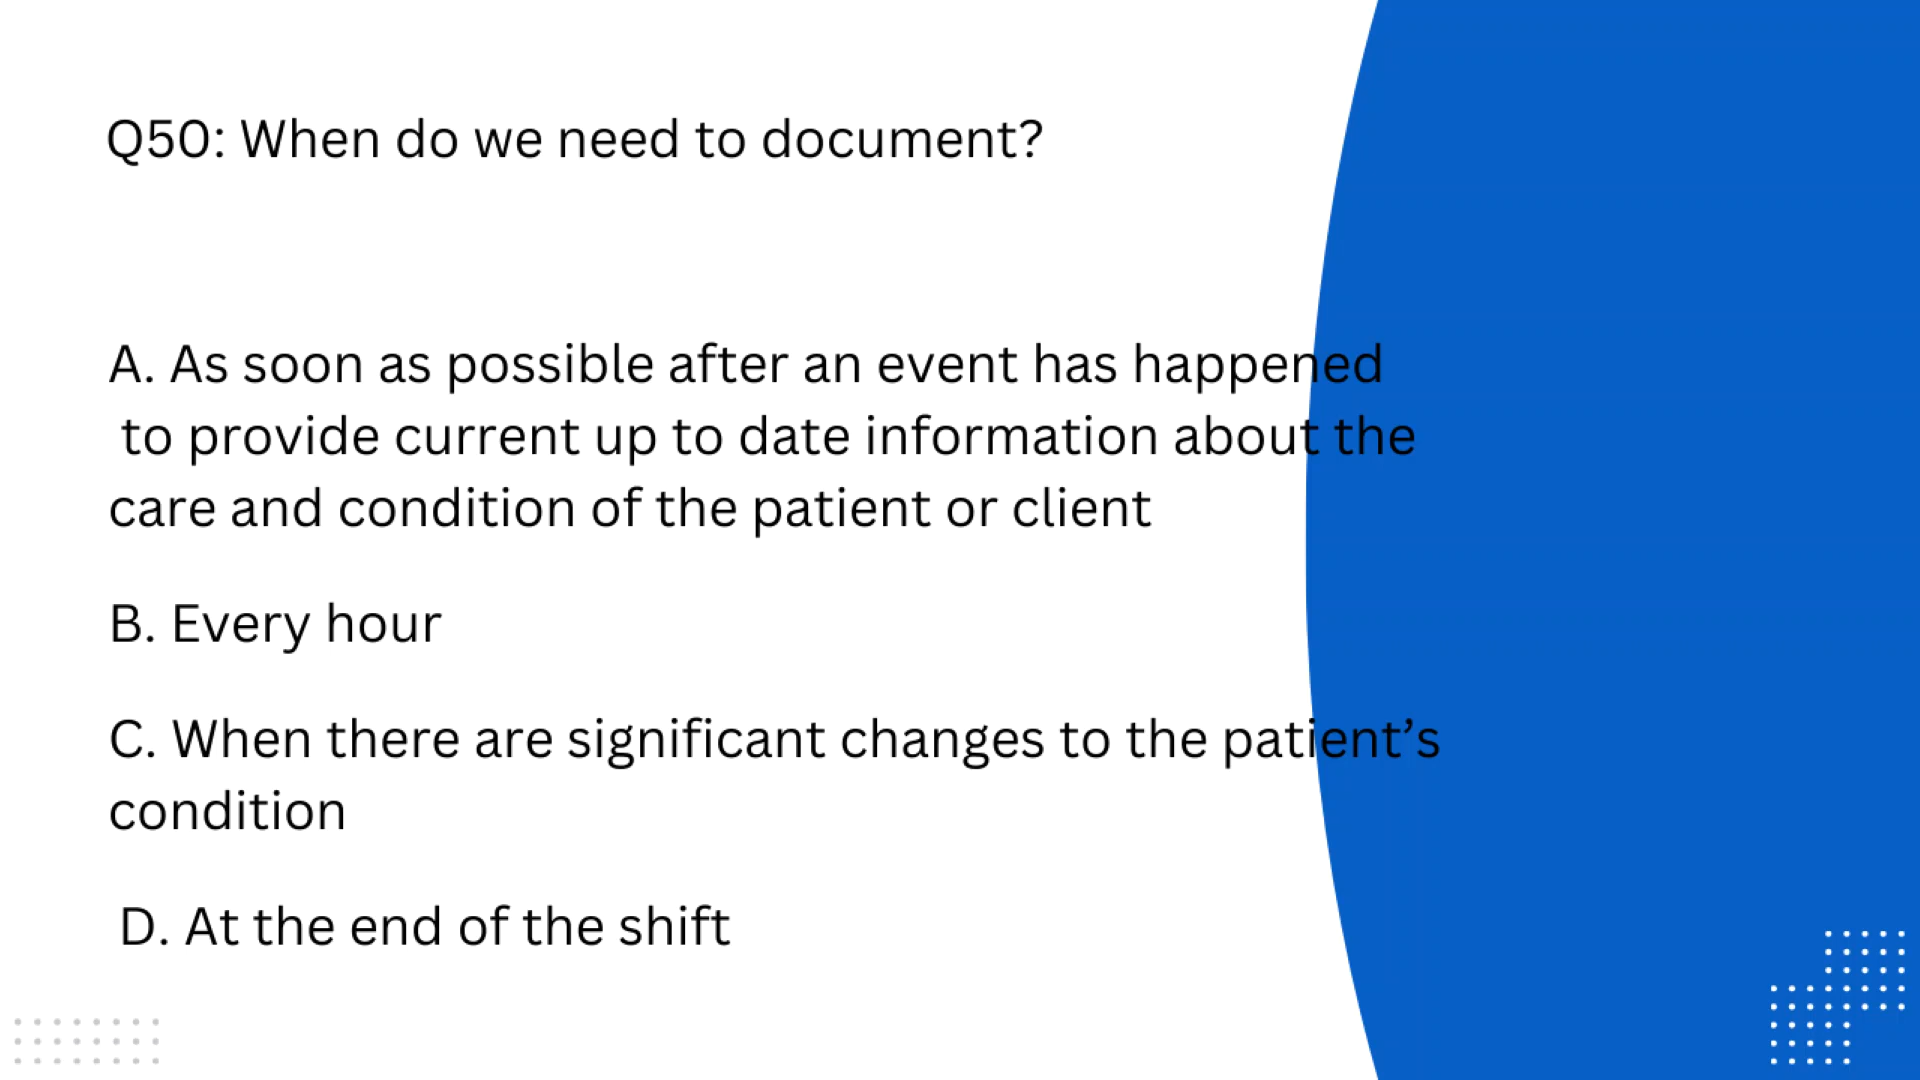 Q50: When do we need to document?
A. As soon as possible after an event has happened
to provide current up to date information about the
care and condition of the patient or client
B. Every hour
C. When there are significant changes to the patient’s
condition
D. At the end of the shift